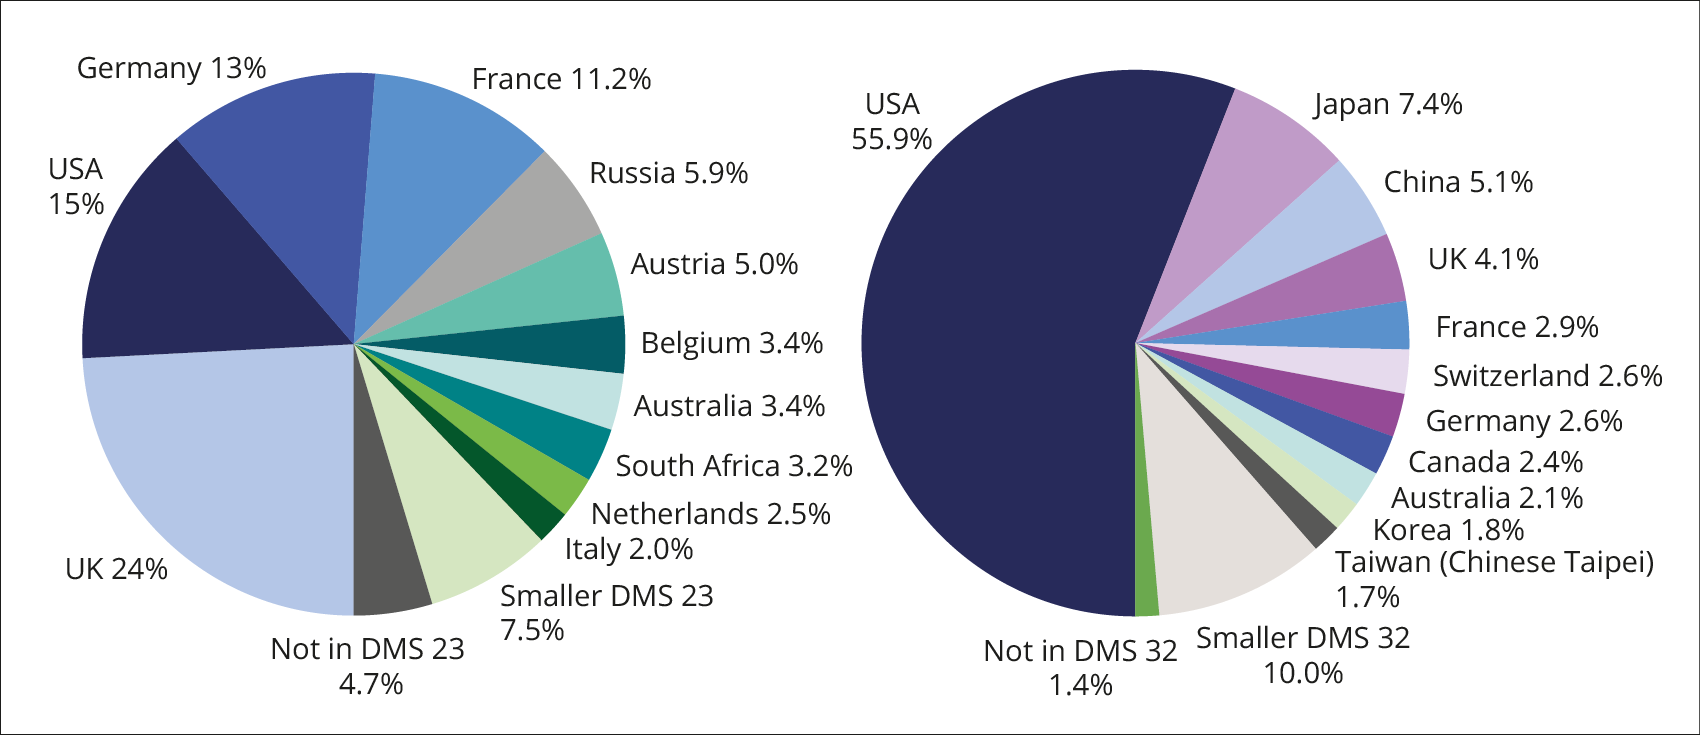 Germany 13%
France 11.2%
USA
15%
Russia 5.9%
Austria 5.0%
Belgium 3.4%
Australia 3.4%
South Africa 3.2%
Netherlands 2.5%
Italy 2.0%
UK 24%
Smaller DMS 23
7.5%
Not in DMS 23
4.7%
USA
55.9%
Japan 7.4%
China 5.1%
UK 4.1%
France 2.9%
Switzerland 2.6%
Germany 2.6%
Canada 2.4%
Australia 2.1%
Korea 1.8%
Taiwan (Chinese Taipei)
1.7%
Smaller DMS 32
10.0%
Not in DMS 32
1.4%